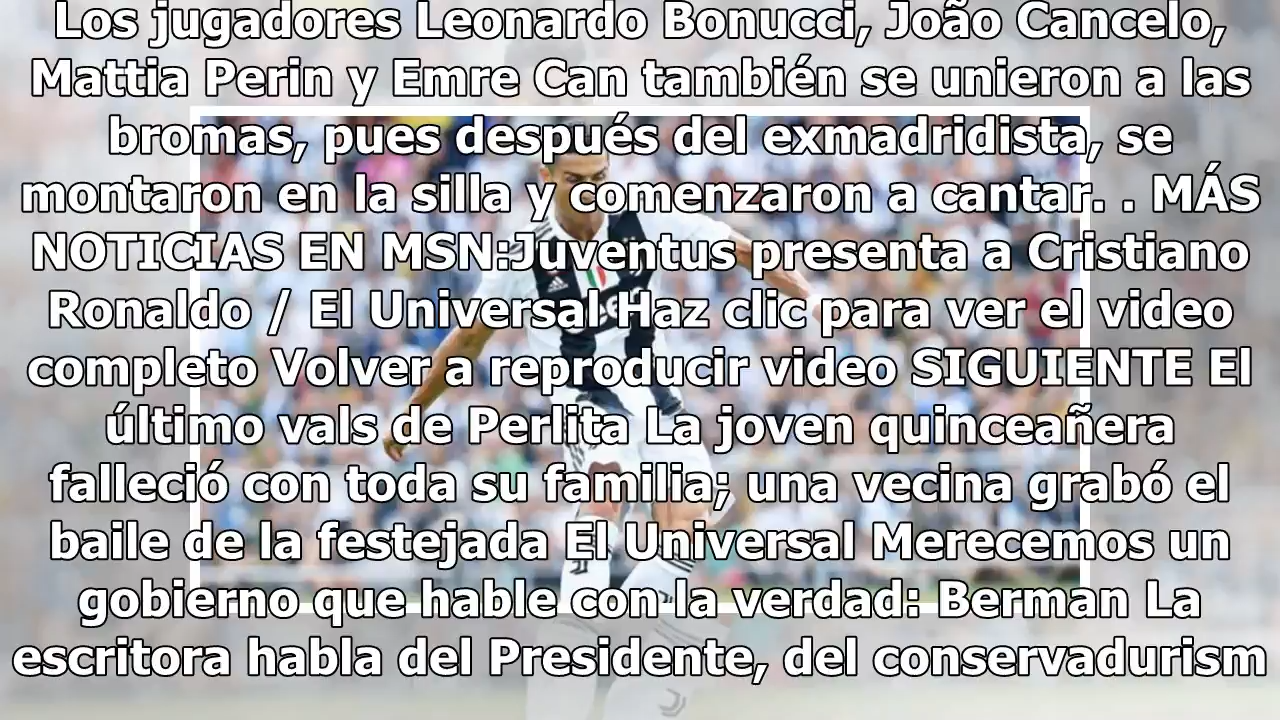 Los jugadores Leonardo Bonucci, João Cancelo,
Mattia Perin y Emre Can también se unieron a las
bromas, pues después del exmadridista, se
montaron en la silla y comenzaron a cantar. . MÁS
NOTICIAS EN MSN:Juventus presenta a Cristiano
Ronaldo / El Universal Haz clic para ver el video
completo Volver a reproducir video SIGUIENTE El
último vals de Perlita La joven quinceañera
falleció con toda su familia; una vecina grabó el
baile de la festejada El Universal Merecemos un
gobierno que hable con la verdad: Berman La
escritora habla del Presidente, del conservadurism